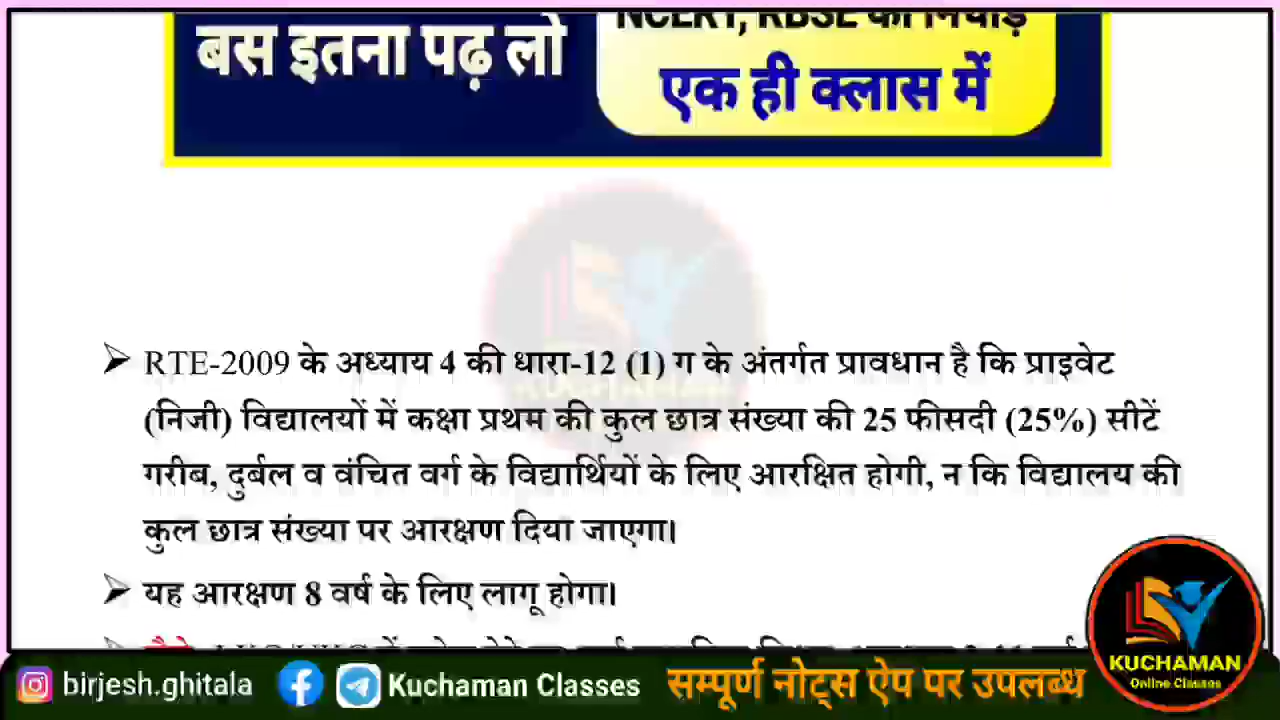 बस इतना पढ़ लो
NCERT, RBSE का निचोड़
एक ही क्लास में
➢ RTE-2009 के अध्याय 4 की धारा-12 (1) ग के अंतर्गत प्रावधान है कि प्राइवेट
(निजी) विद्यालयों में कक्षा प्रथम की कुल छात्र संख्या की 25 फीसदी (25%) सीटें
गरीब, दुर्बल व वंचित वर्ग के विद्यार्थियों के लिए आरक्षित होगी, न कि विद्यालय की
कुल छात्र संख्या पर आरक्षण दिया जाएगा।
➢ यह आरक्षण 8 वर्ष के लिए लागू होगा।
KUCHAMAN
Online Classes
birjesh.ghitala Kuchaman Classes सम्पूर्ण नोट्स ऐप पर उपलब्ध